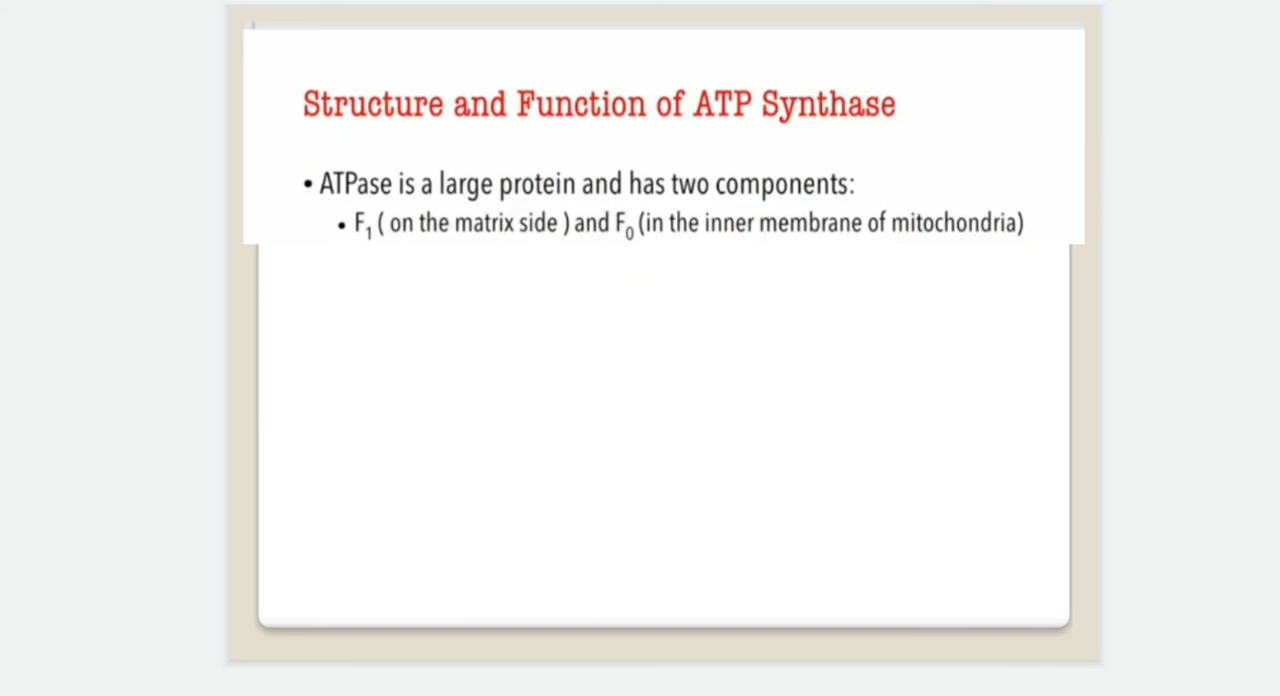 Structure and Function of ATP Synthase
• ATPase is a large protein and has two components:
• F₁ ( on the matrix side ) and F₀ (in the inner membrane of mitochondria)